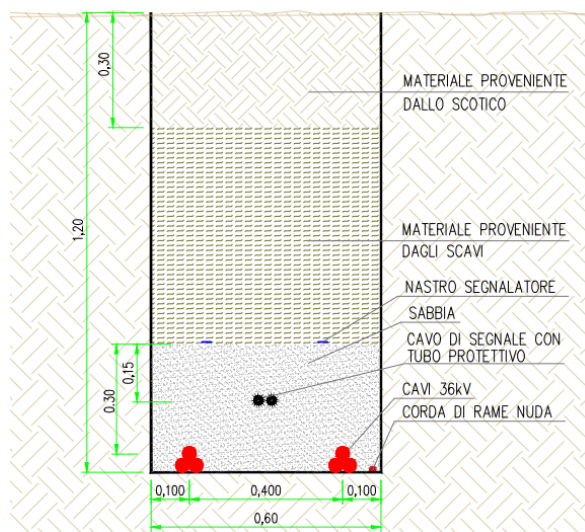 0,30
MATERIALE PROVENIENTE
DALLO SCOTICO
1,20
MATERIALE PROVENIENTE
DAGLI SCAVI
NASTRO SEGNALATORE
SABBIA
CAVO DI SEGNALE CON
TUBO PROTETTIVO
0,15
0.30
CAVI 36kV
CORDA DI RAME NUDA
0,100
0,400
0,100
0,60